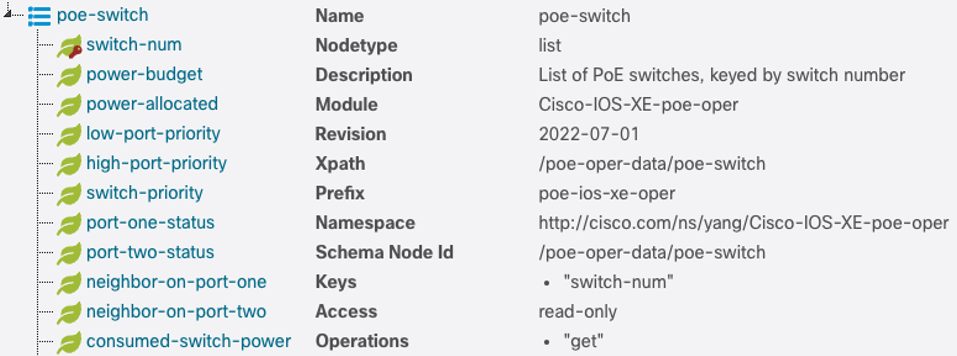 poe-switch Name poe-switch
switch-num Nodetype list
power-budget Description List of PoE switches, keyed by switch number
power-allocated Module Cisco-IOS-XE-poe-oper
low-port-priority Revision 2022-07-01
high-port-priority Xpath /poe-oper-data/poe-switch
switch-priority Prefix poe-ios-xe-oper
port-one-status Namespace http://cisco.com/ns/yang/Cisco-IOS-XE-poe-oper
port-two-status Schema Node Id /poe-oper-data/poe-switch
neighbor-on-port-one Keys • "switch-num"
neighbor-on-port-two Access read-only
consumed-switch-power Operations • "get"